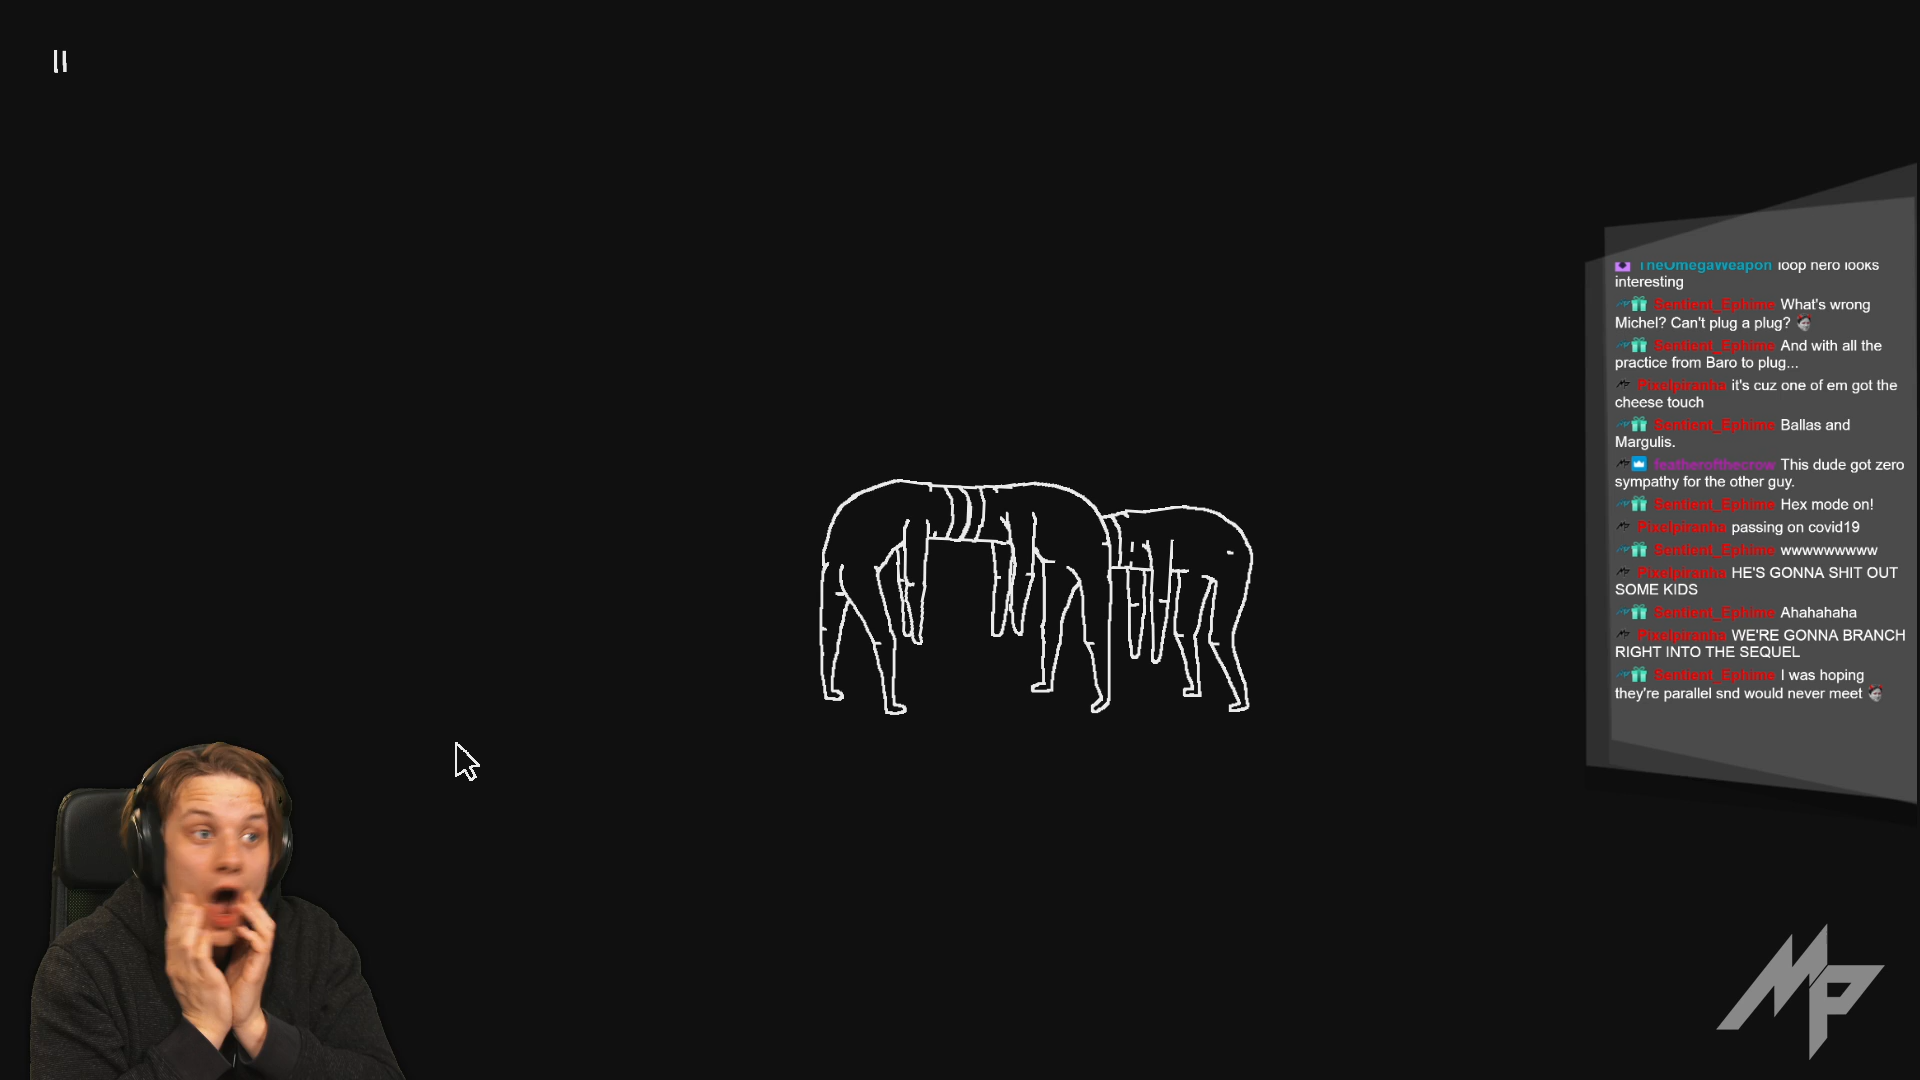 TheOmegaWeapon loop hero looks
interesting
Sentient_Ephime What's wrong
Michel? Can't plug a plug?
Sentient_Ephime And with all the
practice from Baro to plug...
Pixelpiranha it's cuz one of em got the
cheese touch
Sentient_Ephime Ballas and
Margulis.
featherofthecrow This dude got zero
sympathy for the other guy.
Sentient_Ephime Hex mode on!
Pixelpiranha passing on covid19
Sentient_Ephime wwwwwwwww
Pixelpiranha HE'S GONNA SHIT OUT
SOME KIDS
Sentient_Ephime Ahahahaha
Pixelpiranha WE'RE GONNA BRANCH
RIGHT INTO THE SEQUEL
Sentient_Ephime I was hoping
they're parallel snd would never meet
MP